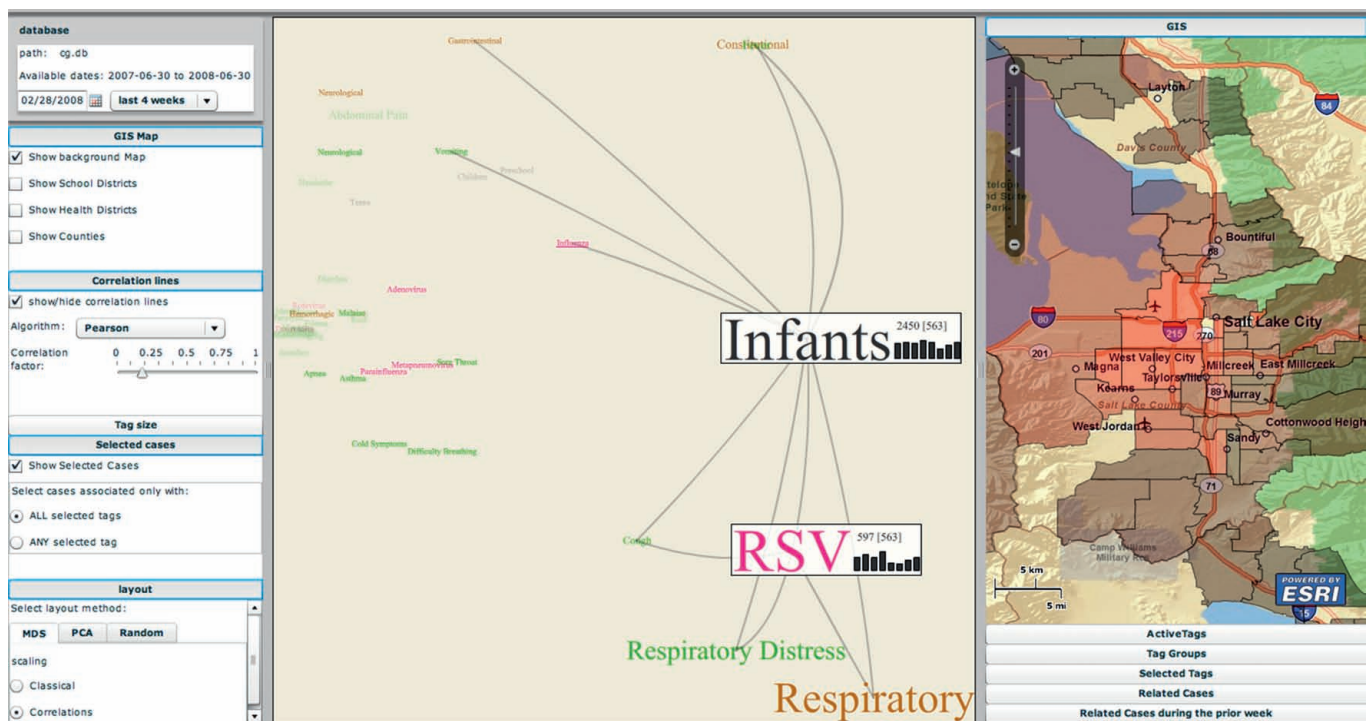 database
path: cg.db
Available dates: 2007-06-30 to 2008-06-30
02/28/2008 last 4 weeks
GIS Map
Show background Map
Show School Districts
Show Health Districts
Show Counties
Correlation lines
show/hide correlation lines
Algorithm: Pearson
Correlation factor:
0 0.25 0.5 0.75 1
Tag size
Selected cases
Show Selected Cases
Select cases associated only with:
ALL selected tags
ANY selected tag
layout
Select layout method:
MDS PCA Random
scaling
Classical
Correlations
Gastrointestinal
Constitutional
Neurological
Abdominal Pain
Neurological
Vomiting
Children
Preschool
Influenza
Adenovirus
Hemorrhagic
Malaise
Sore Throat
Metapneumovirus
Parainfluenza
Apnea
Asthma
Cold Symptoms
Difficulty Breathing
Infants 2450 [563]
Cough
RSV 597 [563]
Respiratory Distress
Respiratory
GIS
Layton
84
Davis County
Bountiful
68
80
215
270
Salt Lake City
201
Magna
West Valley City
Millcreek
East Millcreek
Kearns
Taylorsville
89
Murray
Salt Lake County
West Jordan
Cottonwood Heigh
Sandy
71
Camp Williams
Military Res
5 km
5 mi
POWERED BY
ESRI
15
ActiveTags
Tag Groups
Selected Tags
Related Cases
Related Cases during the prior week